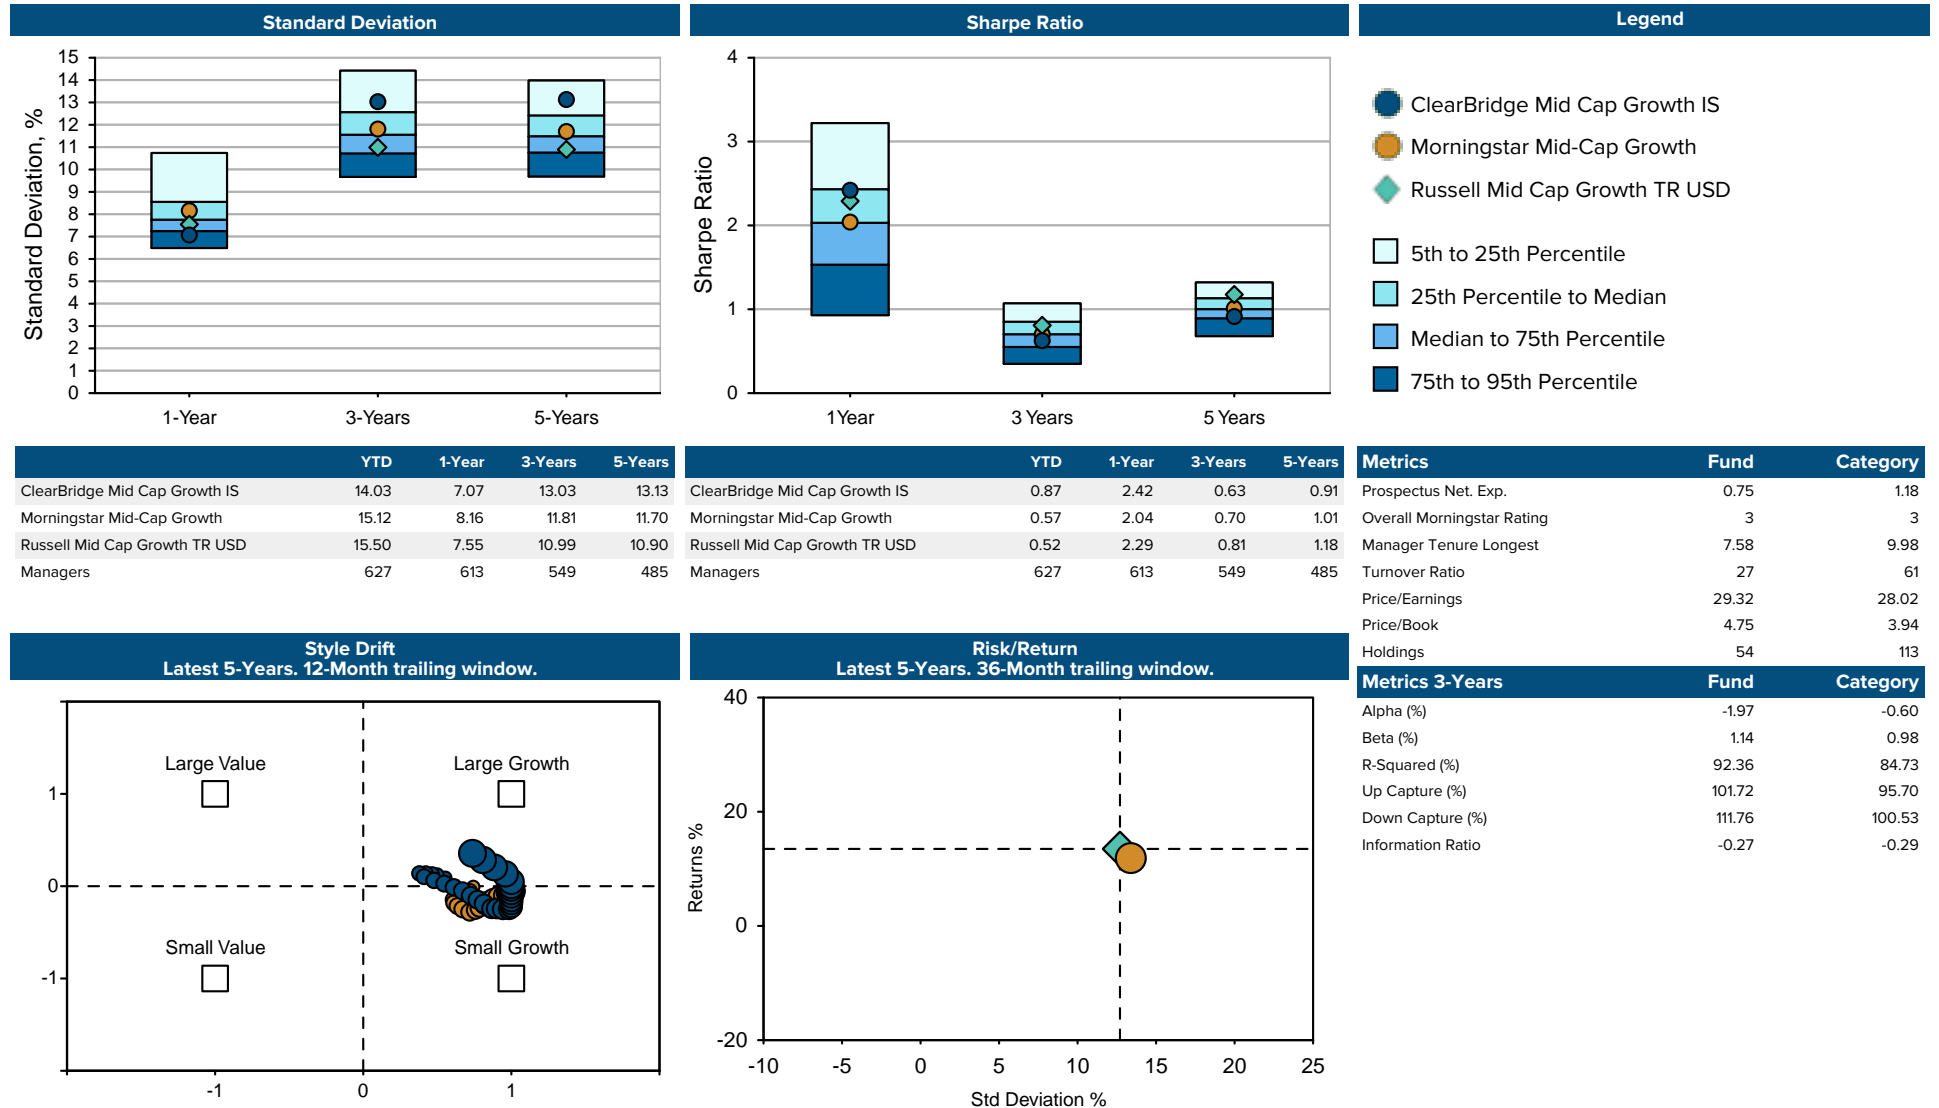 Standard Deviation
Standard Deviation, %
15
14
13
12
11
10
9
8
7
6
5
4
3
2
1
0
1-Year 3-Years 5-Years
Sharpe Ratio
Sharpe Ratio
4
3
2
1
0
1Year 3 Years 5 Years
Legend
ClearBridge Mid Cap Growth IS
Morningstar Mid-Cap Growth
Russell Mid Cap Growth TR USD
5th to 25th Percentile
25th Percentile to Median
Median to 75th Percentile
75th to 95th Percentile
YTD 1-Year 3-Years 5-Years
ClearBridge Mid Cap Growth IS 14.03 7.07 13.03 13.13
Morningstar Mid-Cap Growth 15.12 8.16 11.81 11.70
Russell Mid Cap Growth TR USD 15.50 7.55 10.99 10.90
Managers 627 613 549 485
YTD 1-Year 3-Years 5-Years
ClearBridge Mid Cap Growth IS 0.87 2.42 0.63 0.91
Morningstar Mid-Cap Growth 0.57 2.04 0.70 1.01
Russell Mid Cap Growth TR USD 0.52 2.29 0.81 1.18
Managers 627 613 549 485
Metrics Fund Category
Prospectus Net. Exp. 0.75 1.18
Overall Morningstar Rating 3 3
Manager Tenure Longest 7.58 9.98
Turnover Ratio 27 61
Price/Earnings 29.32 28.02
Price/Book 4.75 3.94
Holdings 54 113
Metrics 3-Years Fund Category
Alpha (%) -1.97 -0.60
Beta (%) 1.14 0.98
R-Squared (%) 92.36 84.73
Up Capture (%) 101.72 95.70
Down Capture (%) 111.76 100.53
Information Ratio -0.27 -0.29
Style Drift
Latest 5-Years. 12-Month trailing window.
Large Value Large Growth
1
0
Small Value Small Growth
-1
-1 0 1
Risk/Return
Latest 5-Years. 36-Month trailing window.
Returns %
40
20
0
-20
-10 -5 0 5 10 15 20 25
Std Deviation %